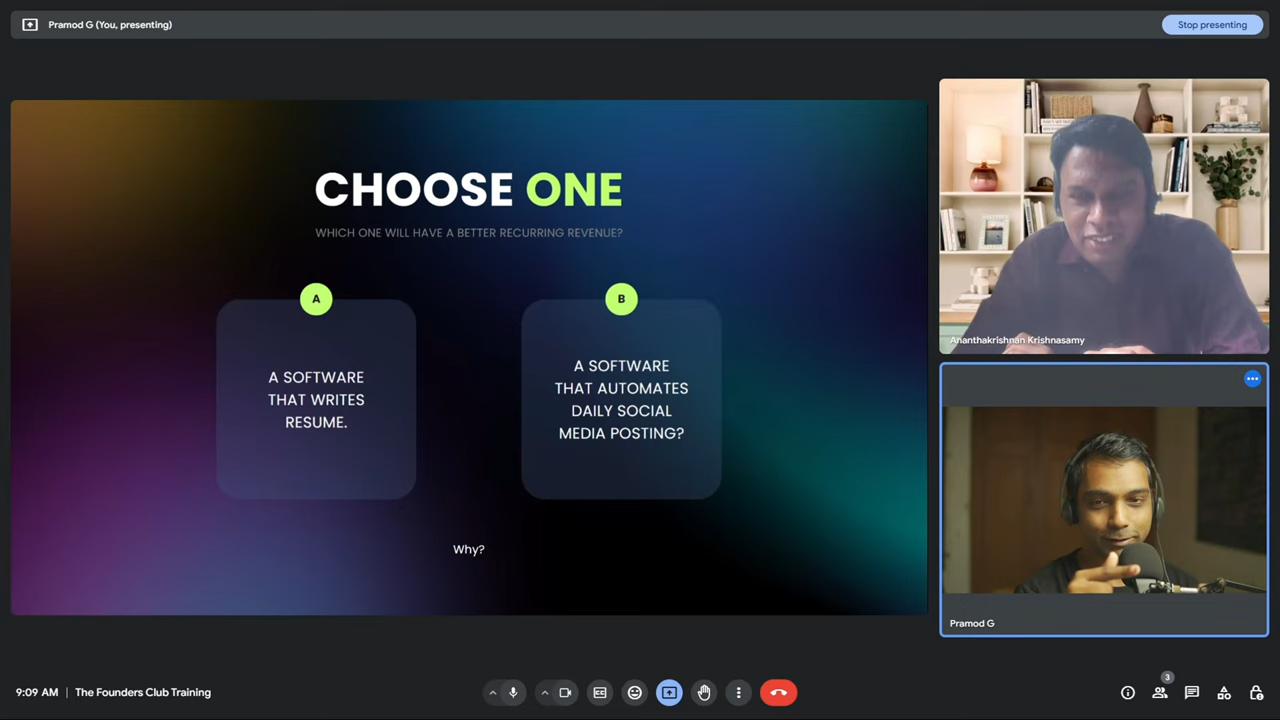 Pramod G (You, presenting)
Stop presenting
CHOOSE ONE
WHICH ONE WILL HAVE A BETTER RECURRING REVENUE?
A
B
A SOFTWARE
THAT WRITES
RESUME.
A SOFTWARE
THAT AUTOMATES
DAILY SOCIAL
MEDIA POSTING?
Why?
Ananthakrishnan Krishnasamy
Pramod G
9:09 AM | The Founders Club Training
3